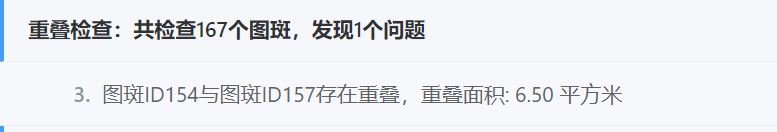 重叠检查：共检查167个图斑，发现1个问题
3. 图斑ID154与图斑ID157存在重叠，重叠面积: 6.50 平方米